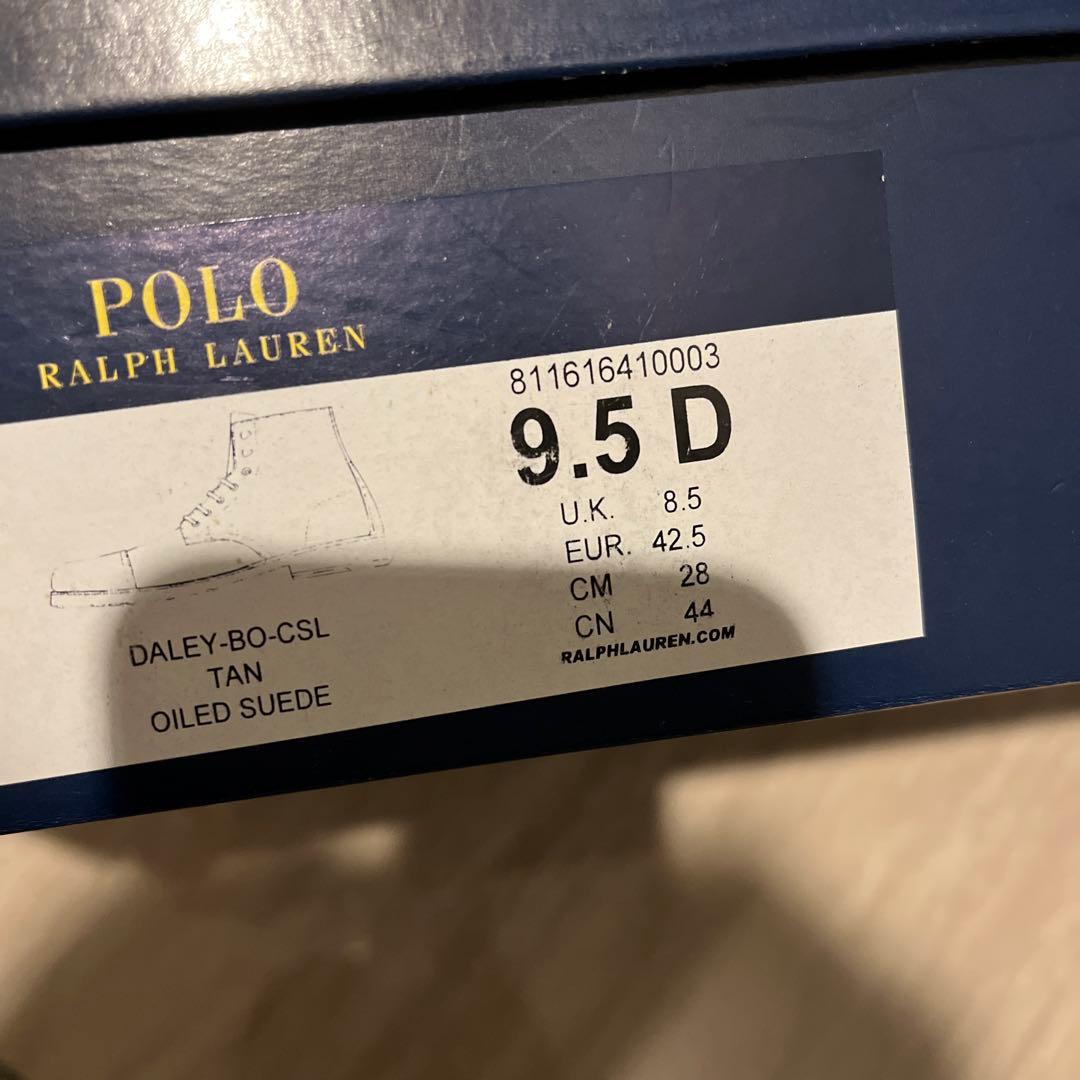 POLO
RALPH LAUREN
DALEY-BO-CSL
TAN
OILED SUEDE
811616410003
9.5 D
U.K. 8.5
EUR. 42.5
CM 28
CN 44
RALPHLAUREN.COM